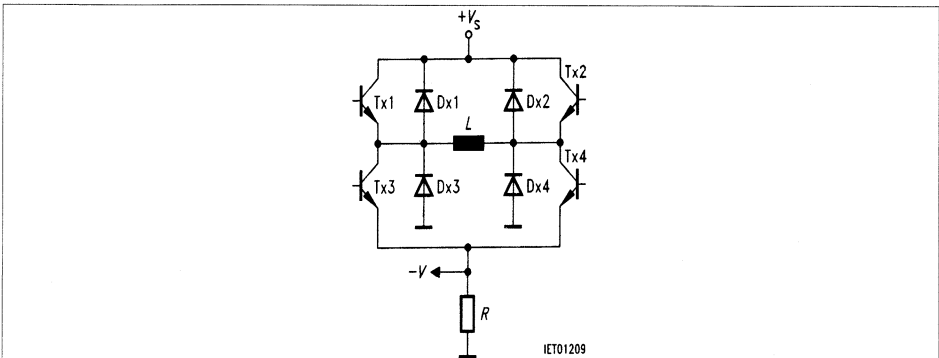 +Vs
Tx2
Tx1
Dx1
Dx2
L
Tx4
Tx3
Dx3
Dx4
-V
R
IET01209